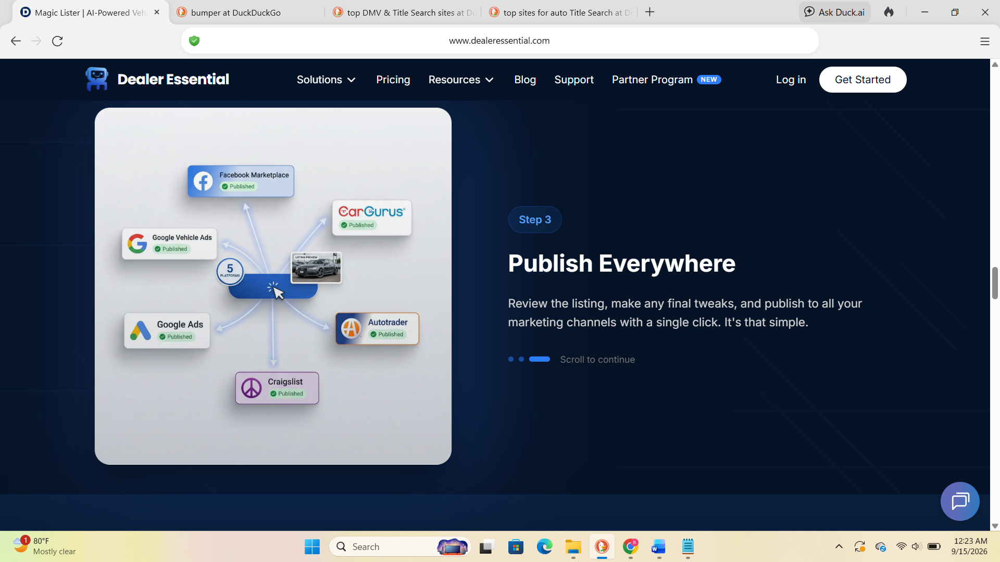 Magic Lister | AI-Powered Vehi
bumper at DuckDuckGo
top DMV & Title Search sites at Du
top sites for auto Title Search at Du
Ask Duck.ai
www.dealeressential.com
Dealer Essential
Solutions
Pricing
Resources
Blog
Support
Partner Program NEW
Log in
Get Started
Facebook Marketplace
Published
CarGurus
Published
Google Vehicle Ads
Published
LISTING PREVIEW
5
PLATFORMS
Google Ads
Published
Autotrader
Published
Craigslist
Published
Step 3
Publish Everywhere
Review the listing, make any final tweaks, and publish to all your
marketing channels with a single click. It's that simple.
Scroll to continue
1
80°F
Mostly clear
Search
12:23 AM
9/15/2026